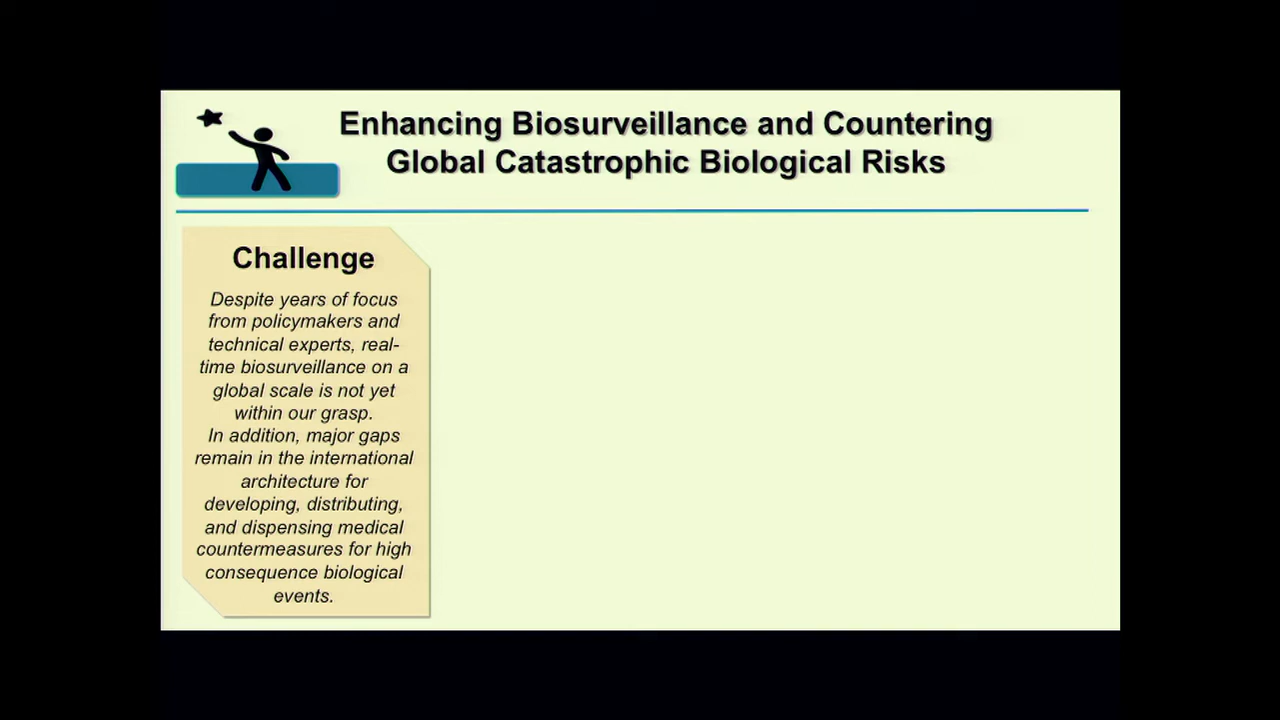 Enhancing Biosurveillance and Countering
Global Catastrophic Biological Risks
Challenge
Despite years of focus
from policymakers and
technical experts, real-
time biosurveillance on a
global scale is not yet
within our grasp.
In addition, major gaps
remain in the international
architecture for
developing, distributing,
and dispensing medical
countermeasures for high
consequence biological
events.